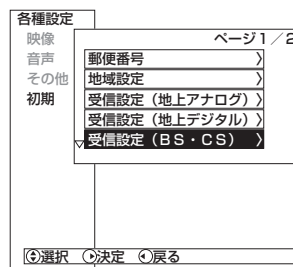 各種設定
映像
音声
その他
初期
ページ1／2
郵便番号
地域設定
受信設定（地上アナログ）
受信設定（地上デジタル）
受信設定（BS・CS）
選択 決定 戻る